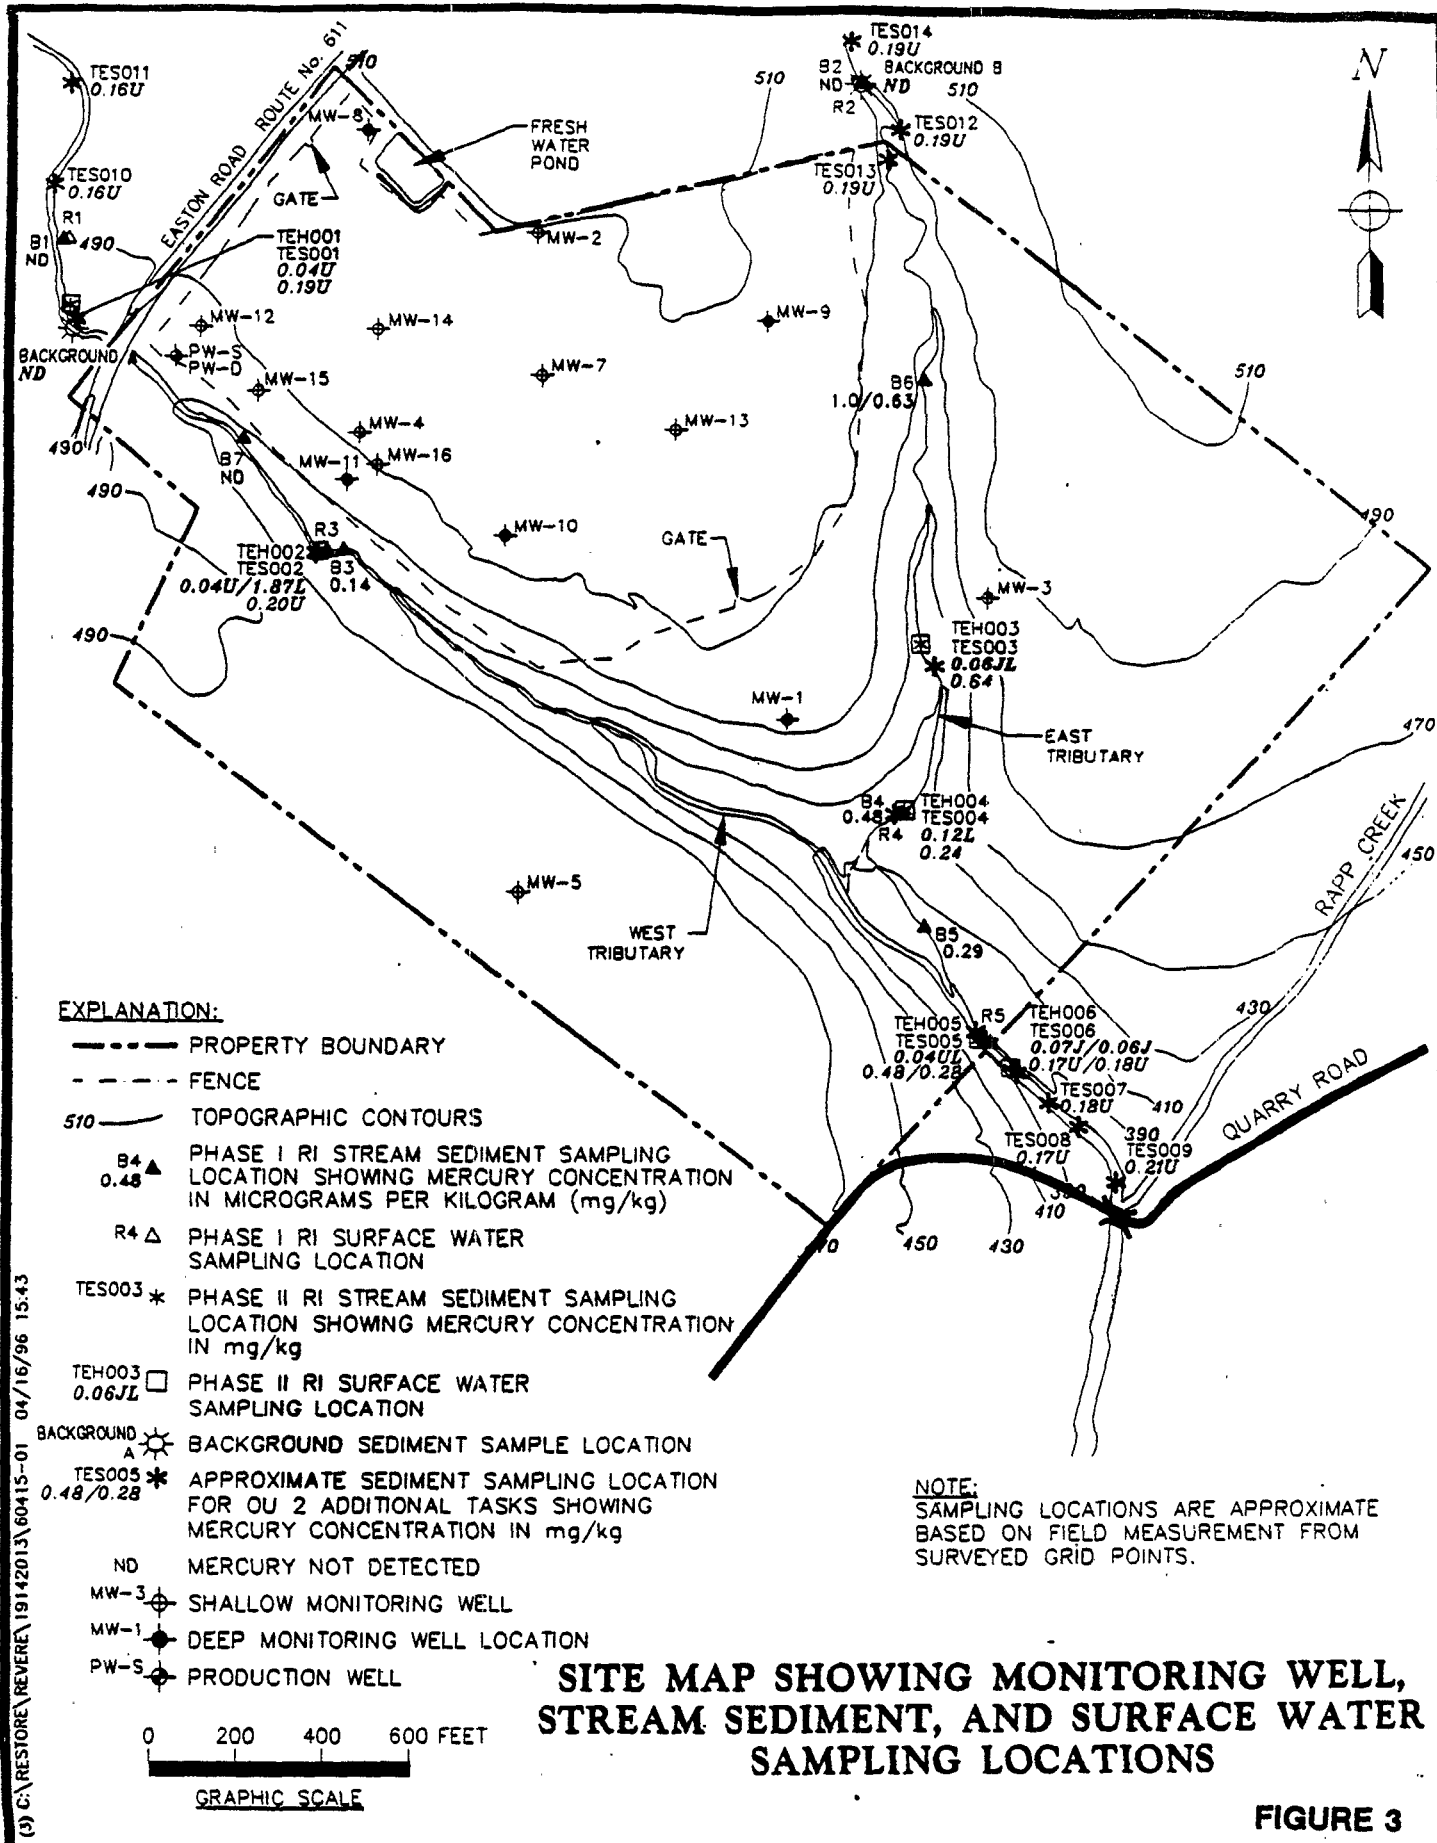 TES014
0.19U
TES011
0.16U
EASTON ROAD ROUTE No. 611
510
B2
ND
BACKGROUND B
ND
R2
510
510
N
MW-8
FRESH
WATER
POND
TES012
0.19U
TES013
0.19U
TES010
0.16U
GATE
R1
B1
ND
490
TEH001
TES001
0.04U
0.19U
MW-2
MW-12
MW-14
MW-9
BACKGROUND
ND
PW-S
PW-D
MW-15
MW-7
B6
1.0/0.63
510
490
MW-4
MW-13
B7
ND
MW-11
MW-16
490
490
R3
MW-10
GATE
TEH002
TES002
0.04U/1.87L
0.20U
B3
0.14
MW-3
490
TEH003
TES003
0.06JL
0.64
MW-1
EAST
TRIBUTARY
470
B4
0.48
R4
TEH004
TES004
0.12L
0.24
RAPP CREEK
450
MW-5
WEST
TRIBUTARY
B5
0.29
430
TEH005
TES005
0.04UL
0.48/0.28
R5
TEH006
TES006
0.07J/0.06J
0.17U/0.18U
TES007
0.18U
410
QUARRY ROAD
TES008
0.17U
390
TES009
0.21U
390
410
450
430
EXPLANATION:
PROPERTY BOUNDARY
FENCE
510 TOPOGRAPHIC CONTOURS
B4
0.48
PHASE I RI STREAM SEDIMENT SAMPLING
LOCATION SHOWING MERCURY CONCENTRATION
IN MICROGRAMS PER KILOGRAM (mg/kg)
R4 PHASE I RI SURFACE WATER
SAMPLING LOCATION
TES003 PHASE II RI STREAM SEDIMENT SAMPLING
LOCATION SHOWING MERCURY CONCENTRATION
IN mg/kg
TEH003
0.06JL
PHASE II RI SURFACE WATER
SAMPLING LOCATION
BACKGROUND
A
BACKGROUND SEDIMENT SAMPLE LOCATION
TES005
0.48/0.28
APPROXIMATE SEDIMENT SAMPLING LOCATION
FOR OU 2 ADDITIONAL TASKS SHOWING
MERCURY CONCENTRATION IN mg/kg
ND MERCURY NOT DETECTED
MW-3 SHALLOW MONITORING WELL
MW-1 DEEP MONITORING WELL LOCATION
PW-S PRODUCTION WELL
0 200 400 600 FEET
GRAPHIC SCALE
NOTE:
SAMPLING LOCATIONS ARE APPROXIMATE
BASED ON FIELD MEASUREMENT FROM
SURVEYED GRID POINTS.
SITE MAP SHOWING MONITORING WELL,
STREAM SEDIMENT, AND SURFACE WATER
SAMPLING LOCATIONS
FIGURE 3
(3) C:\RESTORE\REVERE\19142013\60415-01 04/16/96 15:43